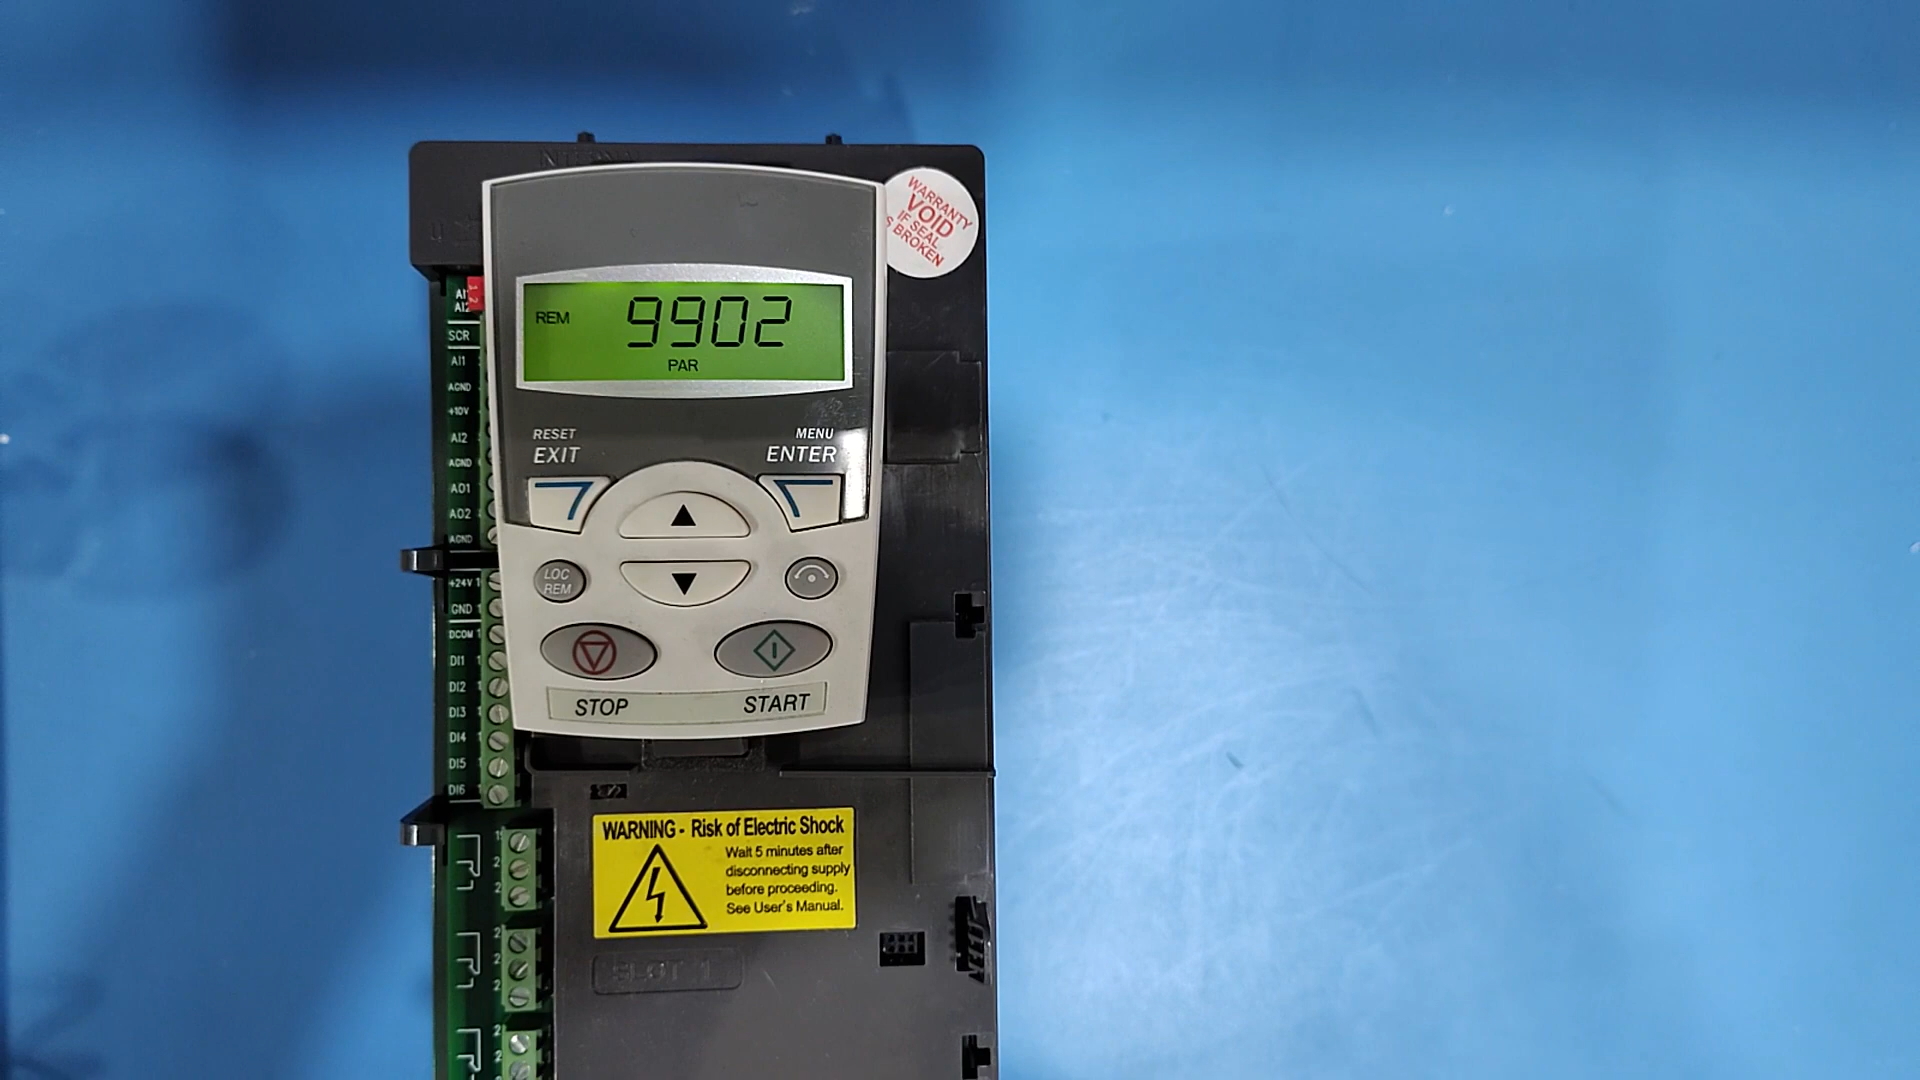 WARRANTY
VOID
IF SEAL
S BROKEN
REM
9902
PAR
RESET
EXIT
MENU
ENTER
LOC
REM
STOP
START
AI1
AI2
SCR
AI1
AGND
+10V
AI2
AGND
AO1
AO2
AGND
+24V
GND
DCOM
DI1
DI2
DI3
DI4
DI5
DI6
WARNING - Risk of Electric Shock
Wait 5 minutes after
disconnecting supply
before proceeding.
See User's Manual.
SLOT 1